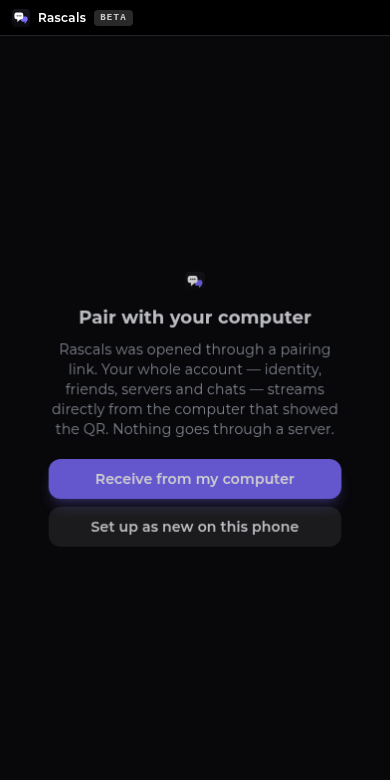 Rascals BETA
Pair with your computer
Rascals was opened through a pairing
link. Your whole account — identity,
friends, servers and chats — streams
directly from the computer that showed
the QR. Nothing goes through a server.
Receive from my computer
Set up as new on this phone